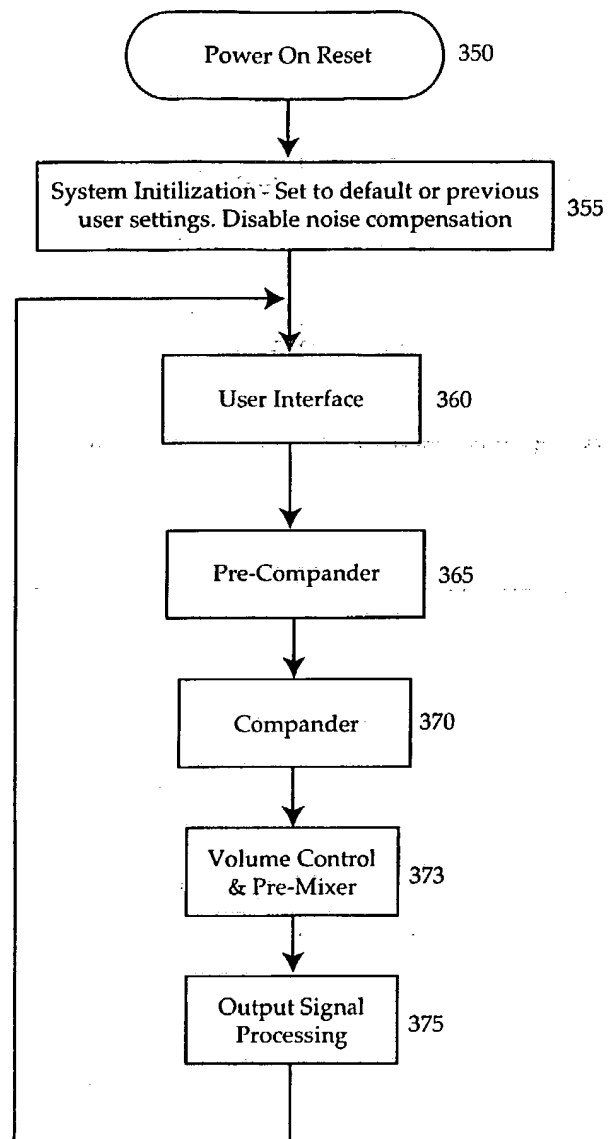 Power On Reset
350
System Initilization - Set to default or previous
user settings. Disable noise compensation
355
User Interface
360
Pre-Compander
365
Compander
370
Volume Control
& Pre-Mixer
373
Output Signal
Processing
375